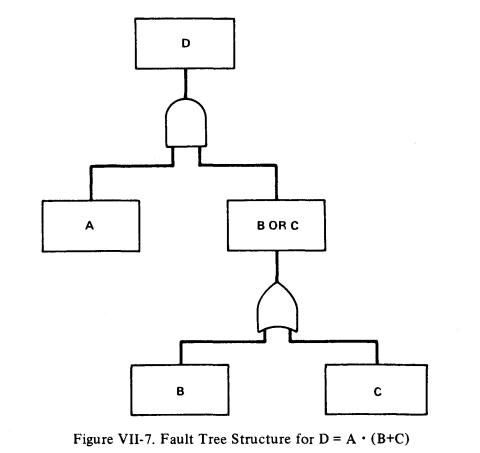 D
A
B OR C
B
C
Figure VII-7. Fault Tree Structure for D = A · (B+C)